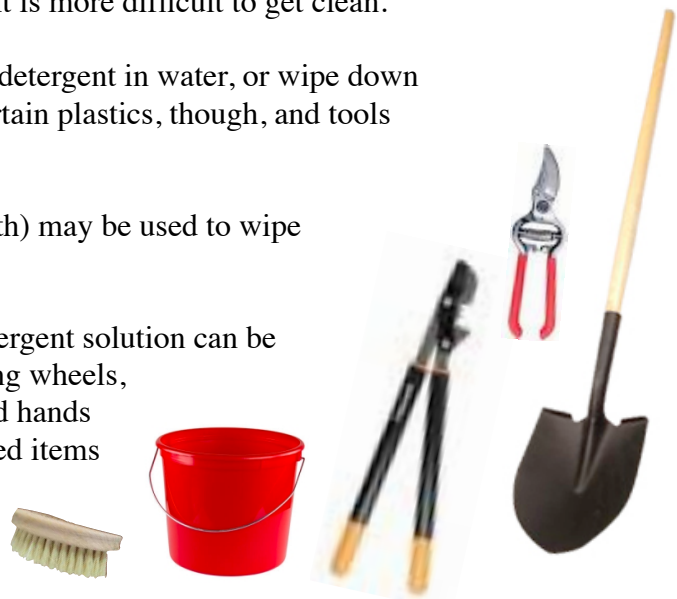 t is more difficult to get clean.
detergent in water, or wipe down
tain plastics, though, and tools
th) may be used to wipe
ergent solution can be
ng wheels,
d hands
ed items